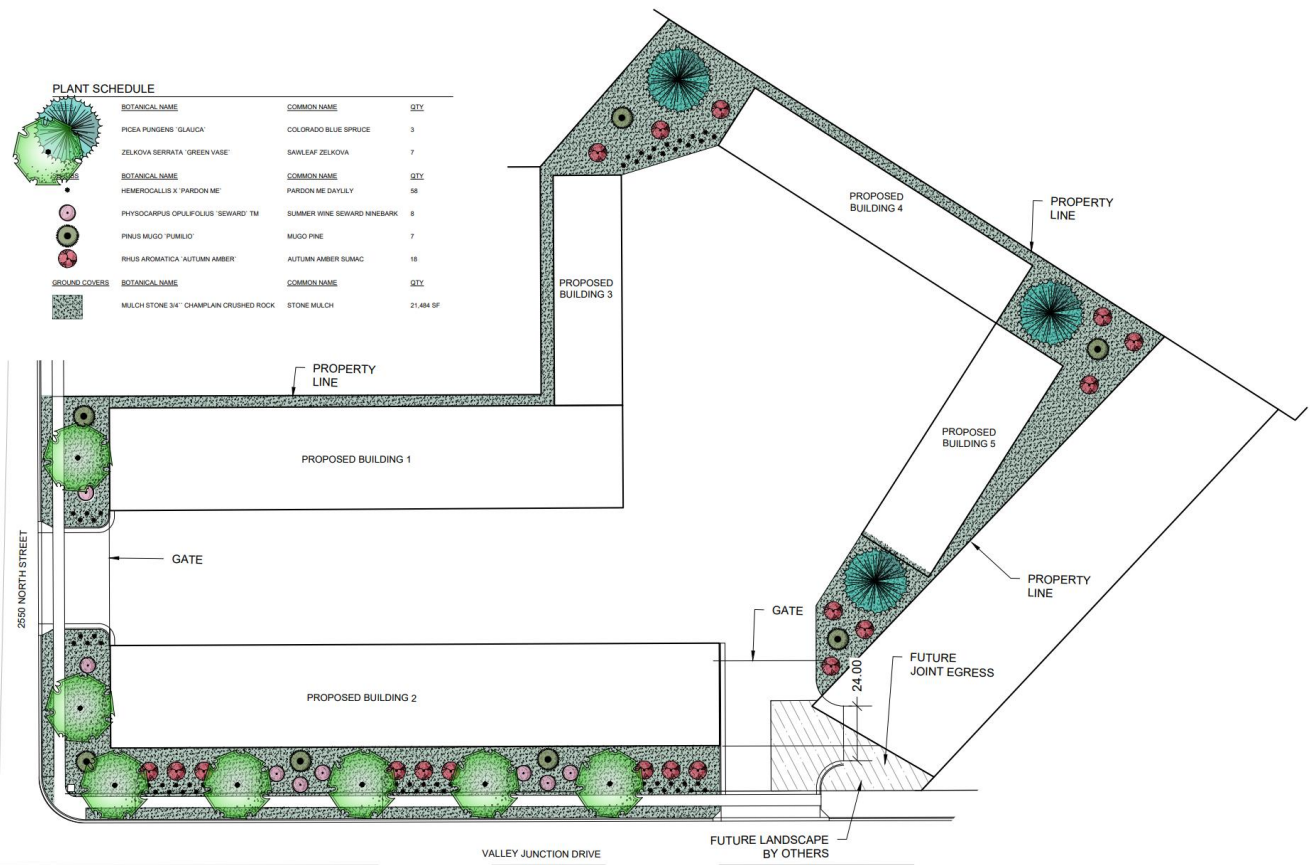 PLANT SCHEDULE
BOTANICAL NAME COMMON NAME QTY
PICEA PUNGENS `GLAUCA` COLORADO BLUE SPRUCE 3
ZELKOVA SERRATA `GREEN VASE` SAWLEAF ZELKOVA 7
BOTANICAL NAME COMMON NAME QTY
HEMEROCALLIS X `PARDON ME` PARDON ME DAYLILY 58
PHYSOCARPUS OPULIFOLIUS `SEWARD` TM SUMMER WINE SEWARD NINEBARK 8
PINUS MUGO `PUMILIO` MUGO PINE 7
RHUS AROMATICA `AUTUMN AMBER` AUTUMN AMBER SUMAC 18
GROUND COVERS BOTANICAL NAME COMMON NAME QTY
MULCH STONE 3/4`` CHAMPLAIN CRUSHED ROCK STONE MULCH 21,484 SF
PROPOSED
BUILDING 4
PROPERTY
LINE
PROPOSED
BUILDING 3
PROPERTY
LINE
PROPOSED
BUILDING 5
PROPOSED BUILDING 1
2550 NORTH STREET
GATE
PROPERTY
LINE
GATE
24.00
FUTURE
JOINT EGRESS
PROPOSED BUILDING 2
FUTURE LANDSCAPE
BY OTHERS
VALLEY JUNCTION DRIVE